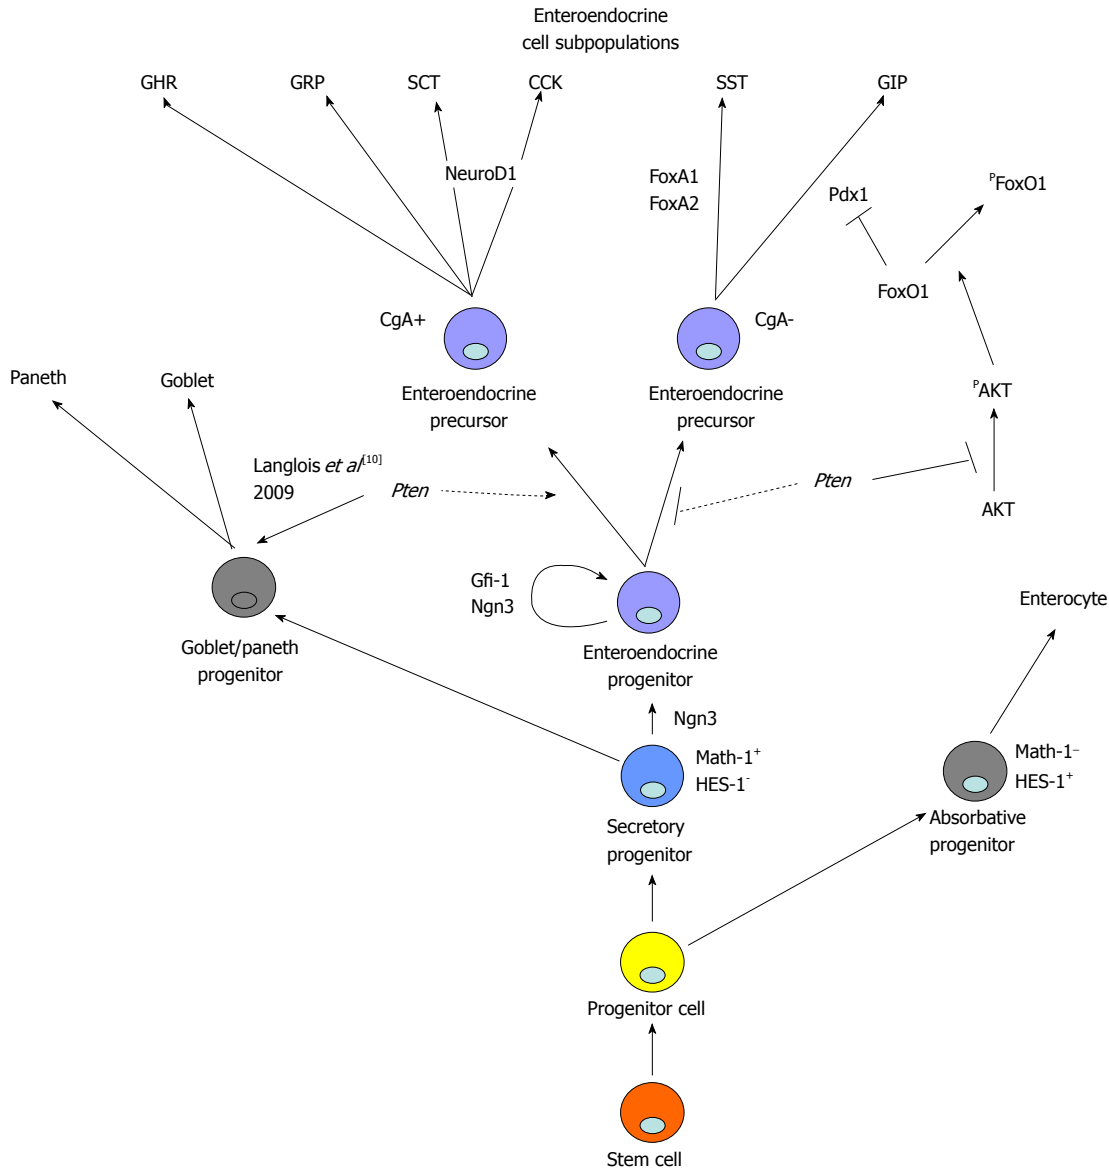 Enteroendocrine
cell subpopulations
GHR
GRP
SCT
CCK
SST
GIP
NeuroD1
FoxA1
FoxA2
Pdx1
ᴾFoxO1
FoxO1
CgA+
CgA-
Paneth
Goblet
Enteroendocrine
precursor
Enteroendocrine
precursor
ᴾAKT
Langlois et al[10]
2009
Pten
Pten
AKT
Gfi-1
Ngn3
Enterocyte
Goblet/paneth
progenitor
Enteroendocrine
progenitor
Ngn3
Math-1⁺
HES-1⁻
Math-1⁻
HES-1⁺
Secretory
progenitor
Absorbative
progenitor
Progenitor cell
Stem cell